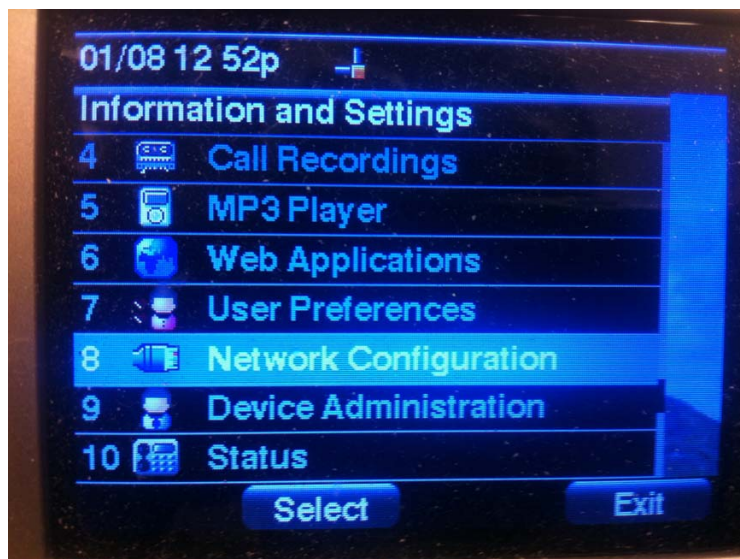 01/08 12 52p
Information and Settings
4 Call Recordings
5 MP3 Player
6 Web Applications
7 User Preferences
8 Network Configuration
9 Device Administration
10 Status
Select Exit